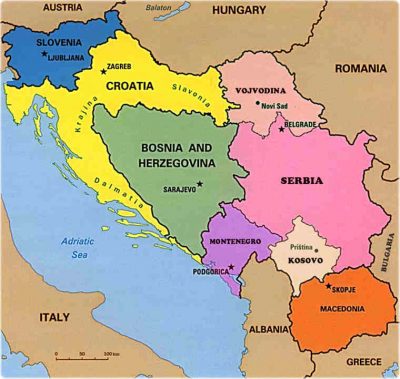 AUSTRIA
Balaton
HUNGARY
SLOVENIA
LJUBLJANA
ZAGREB
CROATIA
Slavonia
Krajina
VOJVODINA
Novi Sad
ROMANIA
BELGRADE
BOSNIA AND
HERZEGOVINA
SARAJEVO
Dalmatia
SERBIA
Adriatic
Sea
MONTENEGRO
Priština
KOSOVO
BULGARIA
PODGORICA
SKOPJE
MACEDONIA
ITALY
ALBANIA
GREECE
0
100 km